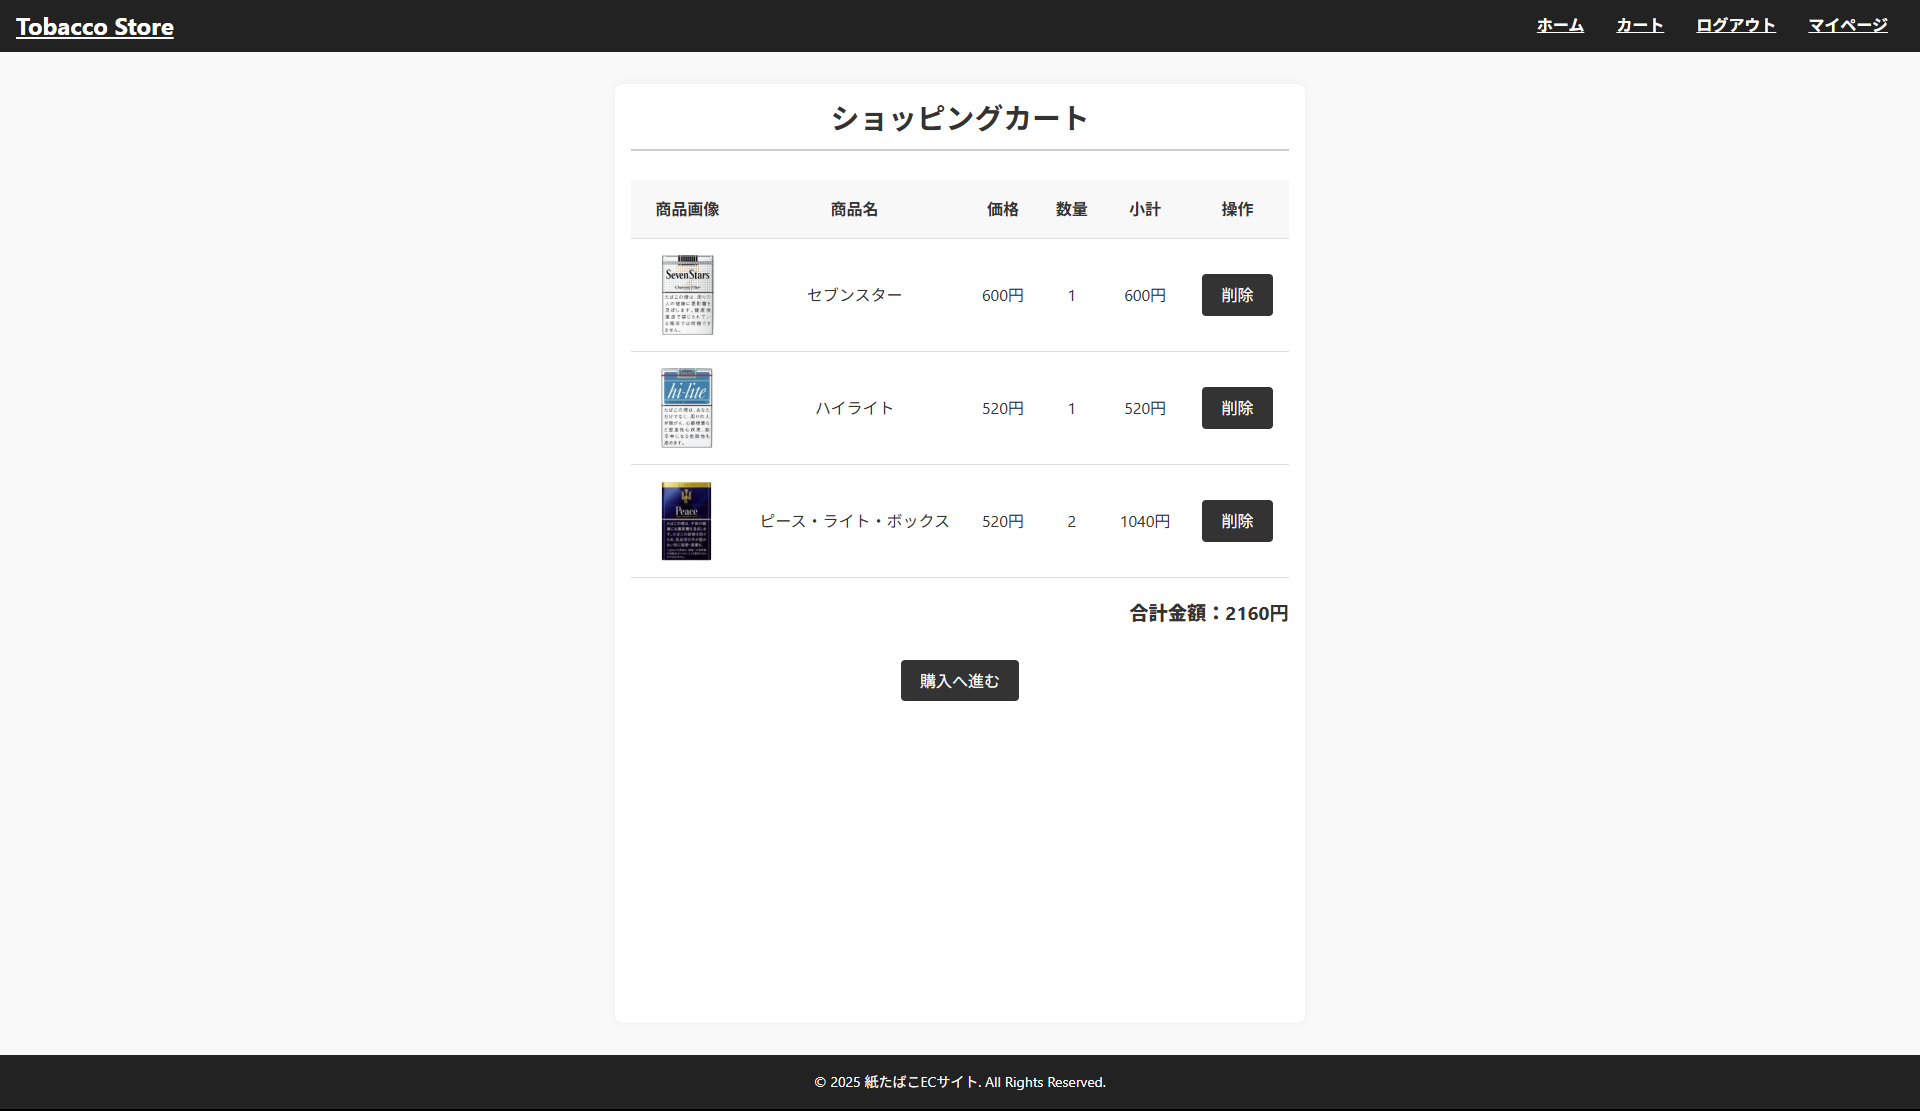 Tobacco Store
ホーム カート ログアウト マイページ
ショッピングカート
商品画像 商品名 価格 数量 小計 操作
SevenStars
Charcoal Filter
セブンスター 600円 1 600円 削除
hi-lite
ハイライト 520円 1 520円 削除
Peace
ピース・ライト・ボックス 520円 2 1040円 削除
合計金額：2160円
購入へ進む
© 2025 紙たばこECサイト. All Rights Reserved.